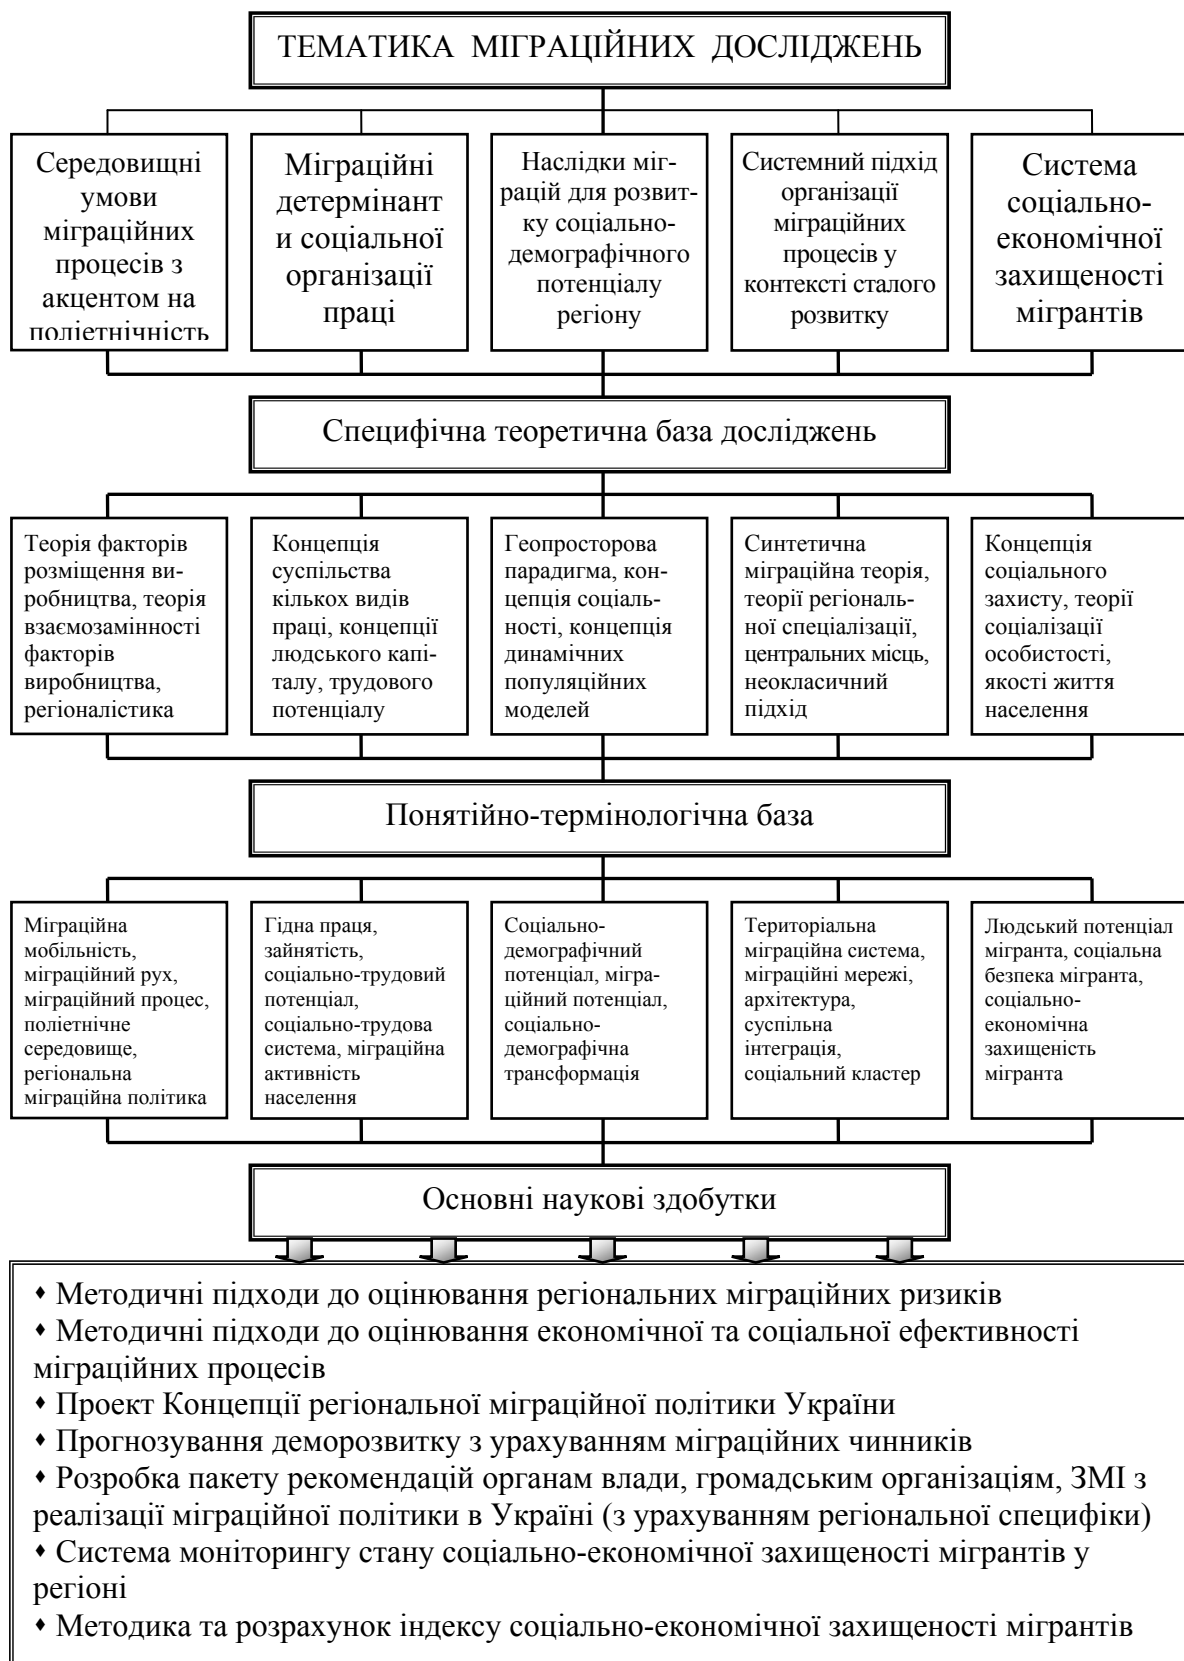 ТЕМАТИКА МІГРАЦІЙНИХ ДОСЛІДЖЕНЬ
Середовищні
умови
міграційних
процесів з
акцентом на
поліетнічність
Міграційні
детермінант
и соціальної
організації
праці
Наслідки міг-
рацій для розвит-
ку соціально-
демографічного
потенціалу
регіону
Системний підхід
організації
міграційних
процесів у
контексті сталого
розвитку
Система
соціально-
економічної
захищеності
мігрантів
Специфічна теоретична база досліджень
Теорія факторів
розміщення ви-
робництва, теорія
взаємозамінності
факторів
виробництва,
регіоналістика
Концепція
суспільства
кількох видів
праці, концепції
людського капі-
талу, трудового
потенціалу
Геопросторова
парадигма, кон-
цепція соціаль-
ності, концепція
динамічних
популяційних
моделей
Синтетична
міграційна теорія,
теорії регіональ-
ної спеціалізації,
центральних місць,
неокласичний
підхід
Концепція
соціального
захисту, теорії
соціалізації
особистості,
якості життя
населення
Понятійно-термінологічна база
Міграційна
мобільність,
міграційний рух,
міграційний процес,
поліетнічне
середовище,
регіональна
міграційна політика
Гідна праця,
зайнятість,
соціально-трудовий
потенціал,
соціально-трудова
система, міграційна
активність
населення
Соціально-
демографічний
потенціал, мігра-
ційний потенціал,
соціально-
демографічна
трансформація
Територіальна
міграційна система,
міграційні мережі,
архітектура,
суспільна
інтеграція,
соціальний кластер
Людський потенціал
мігранта, соціальна
безпека мігранта,
соціально-
економічна
захищеність
мігранта
Основні наукові здобутки
♦ Методичні підходи до оцінювання регіональних міграційних ризиків
♦ Методичні підходи до оцінювання економічної та соціальної ефективності
міграційних процесів
♦ Проект Концепції регіональної міграційної політики України
♦ Прогнозування деморозвитку з урахуванням міграційних чинників
♦ Розробка пакету рекомендацій органам влади, громадським організаціям, ЗМІ з
реалізації міграційної політики в Україні (з урахуванням регіональної специфіки)
♦ Система моніторингу стану соціально-економічної захищеності мігрантів у
регіоні
♦ Методика та розрахунок індексу соціально-економічної захищеності мігрантів